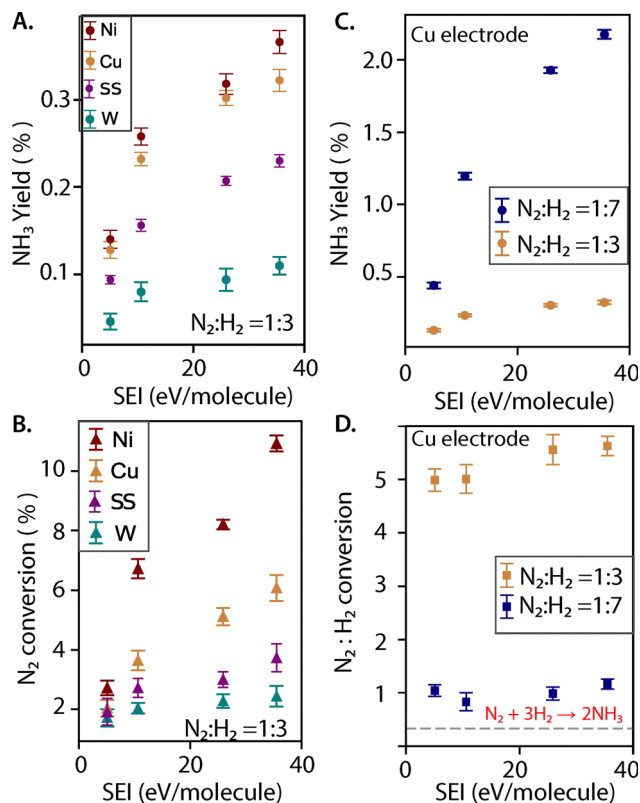 A.
Ni
Cu
SS
W
0.3
0.2
0.1
NH₃ Yield (%)
N₂:H₂ =1:3
0
20
40
SEI (eV/molecule)
C.
Cu electrode
2.0
1.5
1.0
0.5
NH₃ Yield (%)
N₂:H₂ =1:7
N₂:H₂ =1:3
0
20
40
SEI (eV/molecule)
B.
Ni
Cu
SS
W
10
8
6
4
2
N₂ conversion (%)
N₂:H₂ =1:3
0
20
40
SEI (eV/molecule)
D.
Cu electrode
5
4
3
2
1
0
N₂ : H₂ conversion
N₂:H₂ =1:3
N₂:H₂ =1:7
N₂ + 3H₂ → 2NH₃
0
20
40
SEI (eV/molecule)